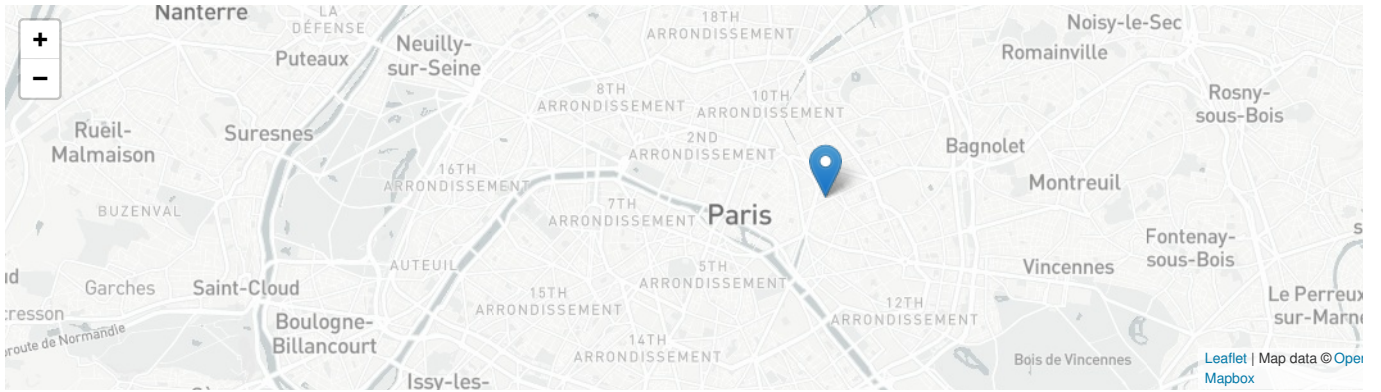 Nanterre
LA
DÉFENSE
18TH
ARRONDISSEMENT
Noisy-le-Sec
+
−
Puteaux
Neuilly-
sur-Seine
Romainville
8TH
ARRONDISSEMENT
10TH
ARRONDISSEMENT
Rosny-
sous-Bois
Rueil-
Malmaison
Suresnes
2ND
ARRONDISSEMENT
Bagnolet
16TH
ARRONDISSEMENT
Montreuil
BUZENVAL
7TH
ARRONDISSEMENT
Paris
Fontenay-
sous-Bois
AUTEUIL
5TH
ARRONDISSEMENT
Vincennes
Garches
Saint-Cloud
15TH
ARRONDISSEMENT
12TH
ARRONDISSEMENT
Le Perreux
sur-Marne
cresson
Boulogne-
Billancourt
oroute de Normandie
14TH
ARRONDISSEMENT
Bois de Vincennes
Issy-les-
Leaflet | Map data © Open
Mapbox